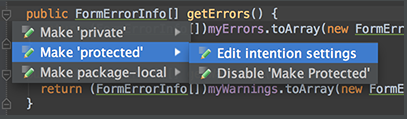 public FormErrorInfo[] getErrors() {
Make 'private'
[])myErrors.toArray(new FormEr
Make 'protected'
Edit intention settings
Make package-local
Disable 'Make Protected'
return (FormErrorInfo[])myWarnings.toArray(new FormE
}